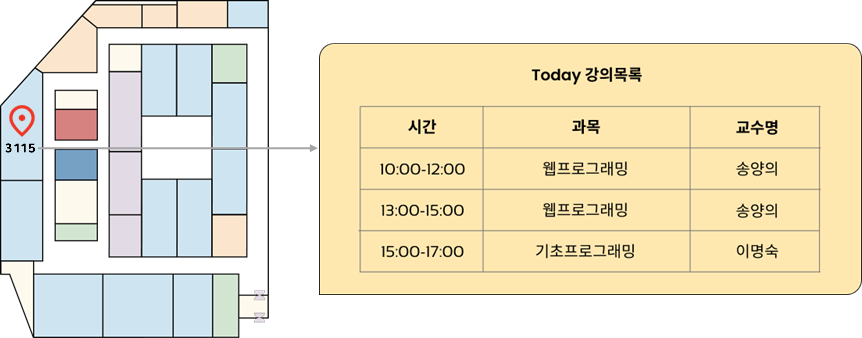 3115
Today 강의목록
시간 과목 교수명
10:00-12:00 웹프로그래밍 송양의
13:00-15:00 웹프로그래밍 송양의
15:00-17:00 기초프로그래밍 이명숙